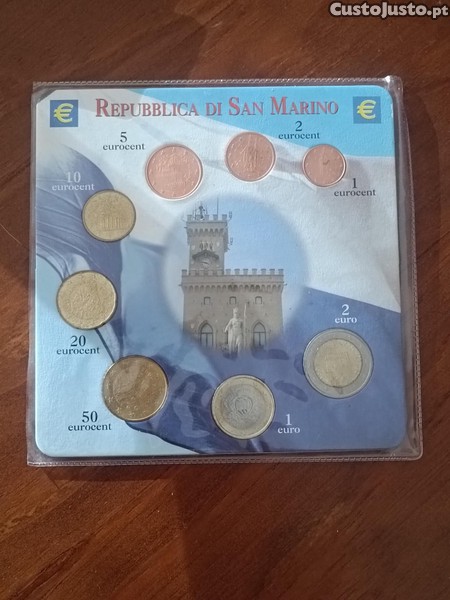 CustoJusto.pt
€ REPUBBLICA DI SAN MARINO €
5
eurocent
2
eurocent
1
eurocent
10
eurocent
20
eurocent
50
eurocent
1
euro
2
euro